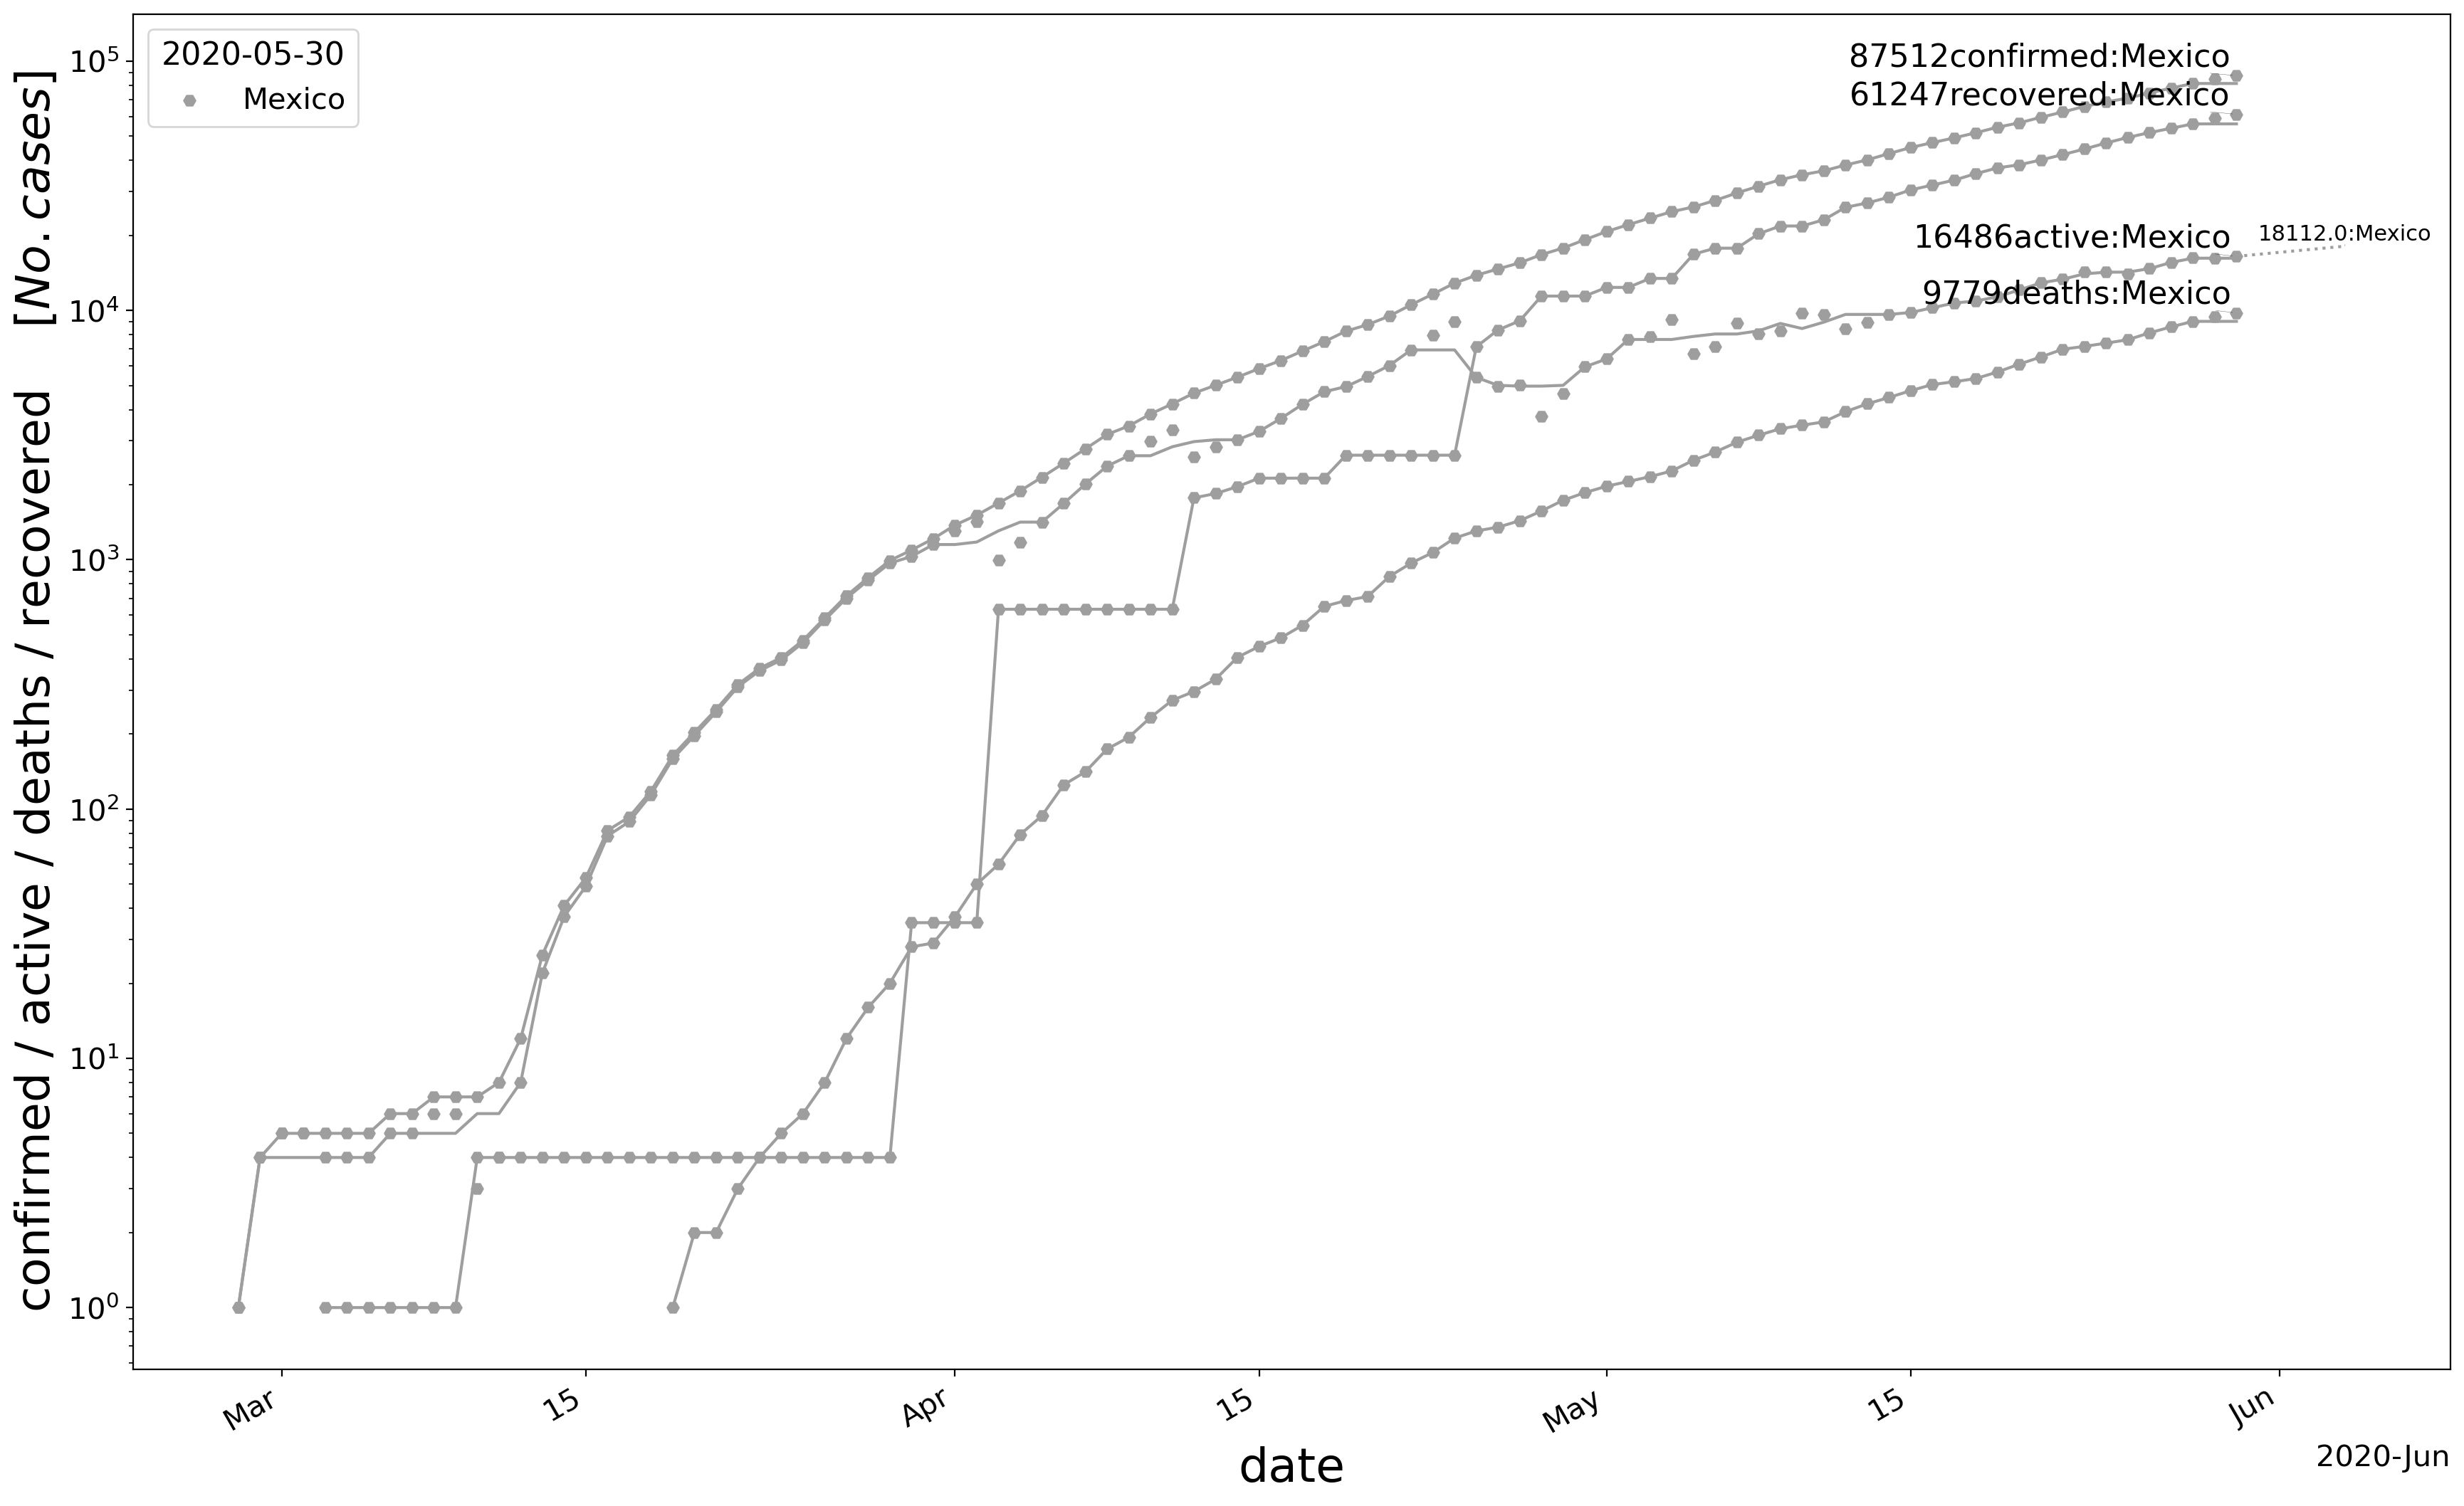 2020-05-30
Mexico
87512confirmed:Mexico
61247recovered:Mexico
16486active:Mexico
18112.0:Mexico
9779deaths:Mexico
confirmed / active / deaths / recovered [No. cases]
10⁵
10⁴
10³
10²
10¹
10⁰
Mar
15
Apr
15
May
15
Jun
2020-Jun
date